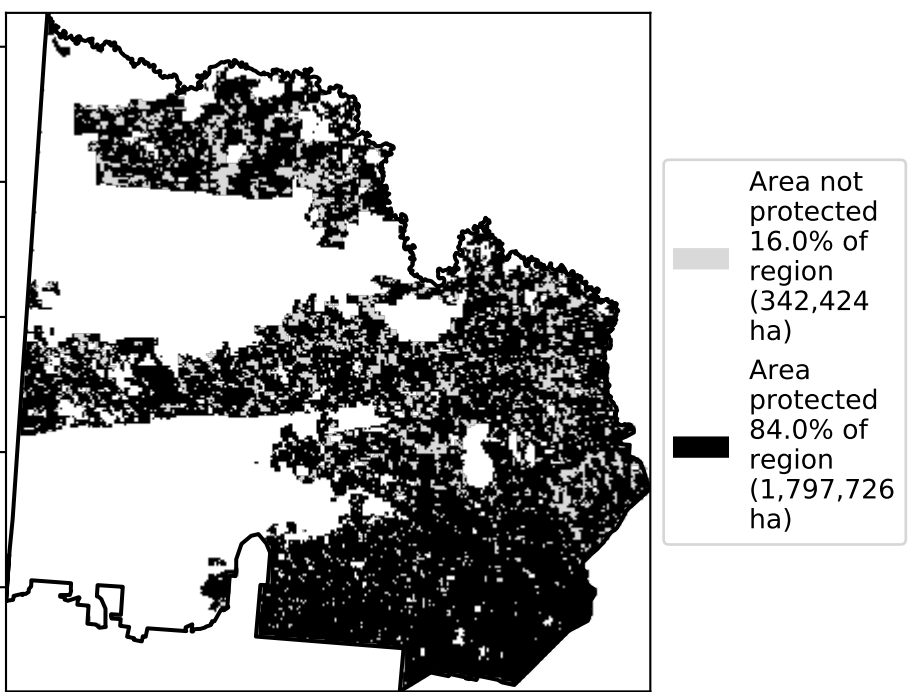 Area not
protected
16.0% of
region
(342,424
ha)
Area
protected
84.0% of
region
(1,797,726
ha)